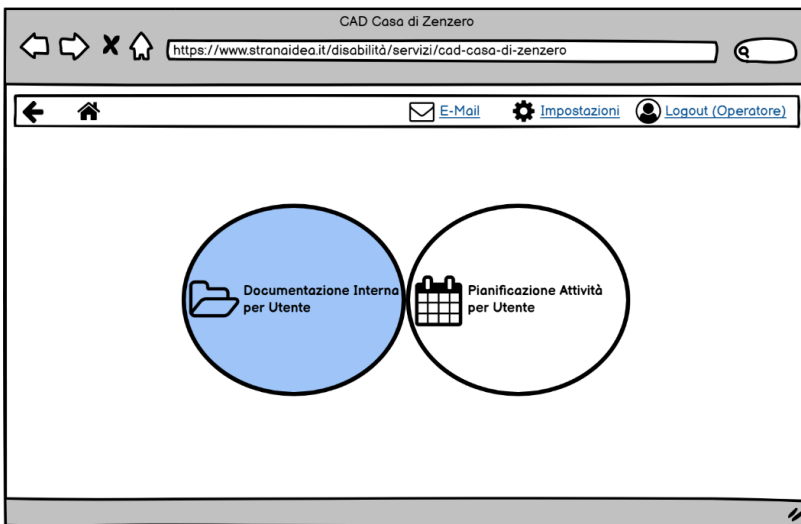 CAD Casa di Zenzero
https://www.stranaidea.it/disabilità/servizi/cad-casa-di-zenzero
E-Mail Impostazioni Logout (Operatore)
Documentazione Interna
per Utente
Pianificazione Attività
per Utente